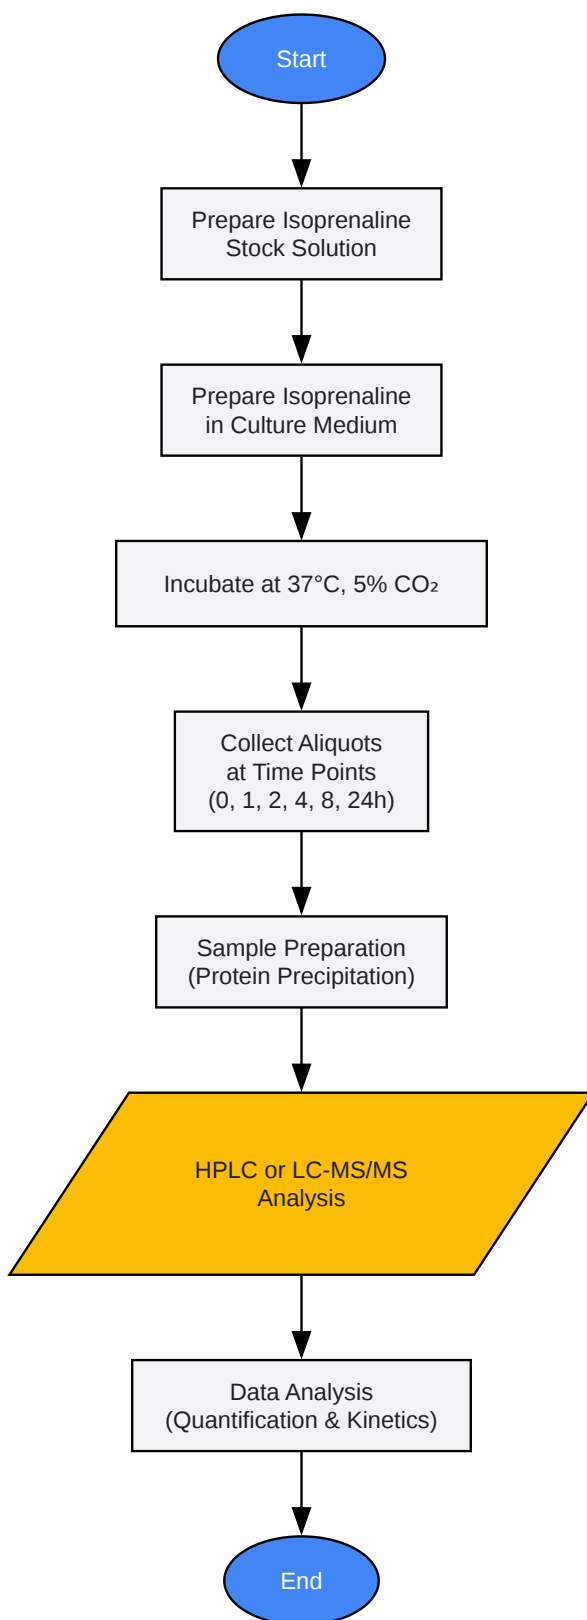 Start
Prepare Isoprenaline
Stock Solution
Prepare Isoprenaline
in Culture Medium
Incubate at 37°C, 5% CO₂
Collect Aliquots
at Time Points
(0, 1, 2, 4, 8, 24h)
Sample Preparation
(Protein Precipitation)
HPLC or LC-MS/MS
Analysis
Data Analysis
(Quantification & Kinetics)
End